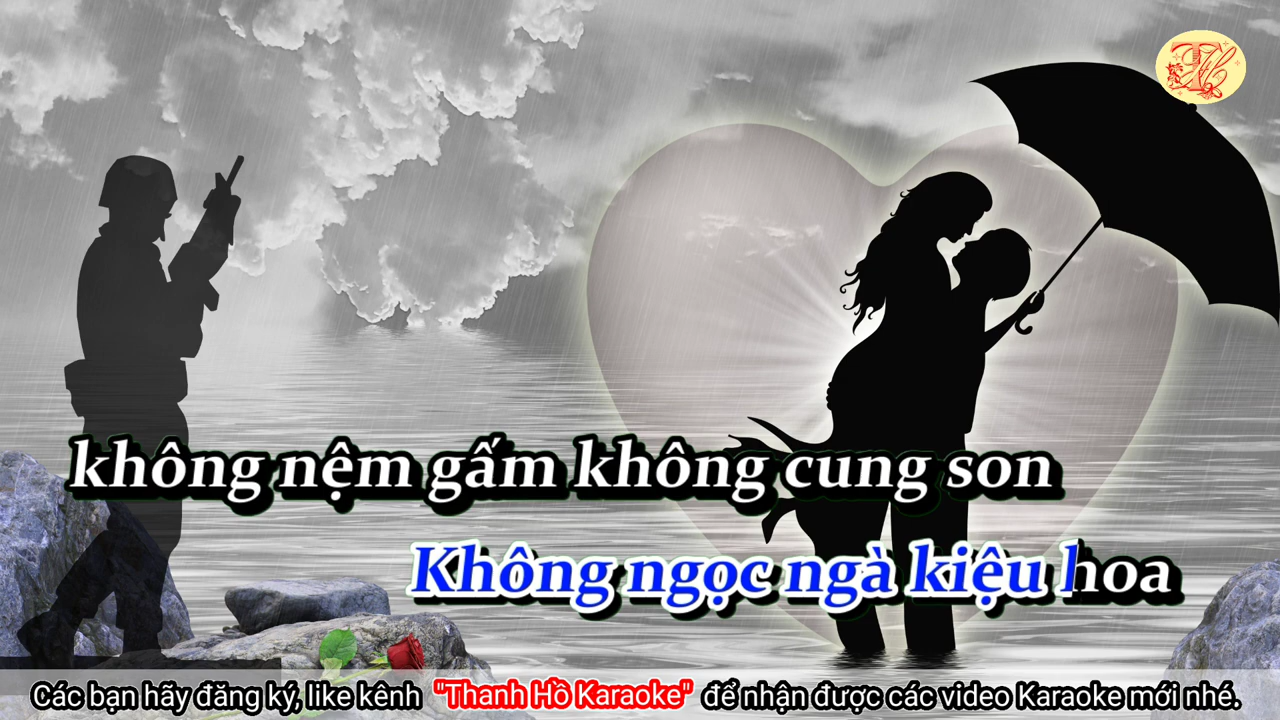 không nệm gấm không cung son
Không ngọc ngà kiệu hoa
Các bạn hãy đăng ký, like kênh "Thanh Hồ Karaoke" để nhận được các video Karaoke mới nhé.